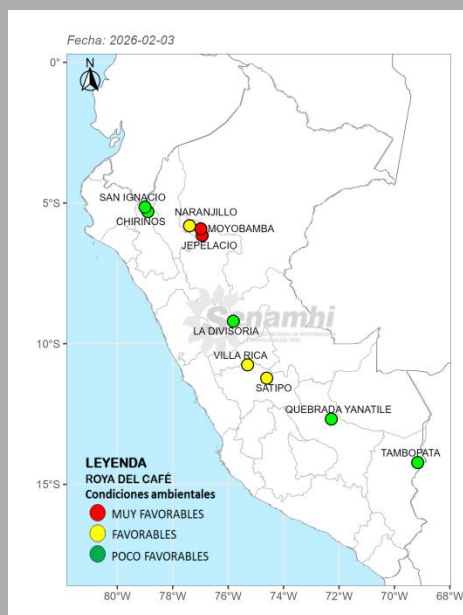 Fecha: 2026-02-03
N
0°
5°S
10°S
15°S
SAN IGNACIO
CHIRINOS
NARANJILLO
MOYOBAMBA
JEPELACIO
Senamhi
LA DIVISORIA
VILLA RICA
SATIPO
QUEBRADA YANATILE
TAMBOPATA
LEYENDA
ROYA DEL CAFÉ
Condiciones ambientales
MUY FAVORABLES
FAVORABLES
POCO FAVORABLES
80°W 78°W 76°W 74°W 72°W 70°W 68°W